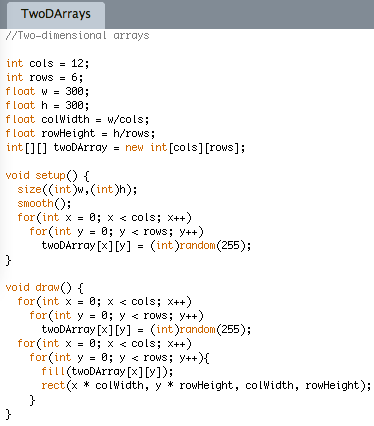 TwoDArrays
//Two-dimensional arrays
int cols = 12;
int rows = 6;
float w = 300;
float h = 300;
float colWidth = w/cols;
float rowHeight = h/rows;
int[][] twoDArray = new int[cols][rows];
void setup() {
size((int)w,(int)h);
smooth();
for(int x = 0; x < cols; x++)
for(int y = 0; y < rows; y++)
twoDArray[x][y] = (int)random(255);
}
void draw() {
for(int x = 0; x < cols; x++)
for(int y = 0; y < rows; y++)
twoDArray[x][y] = (int)random(255);
for(int x = 0; x < cols; x++)
for(int y = 0; y < rows; y++){
fill(twoDArray[x][y]);
rect(x * colWidth, y * rowHeight, colWidth, rowHeight);
}
}